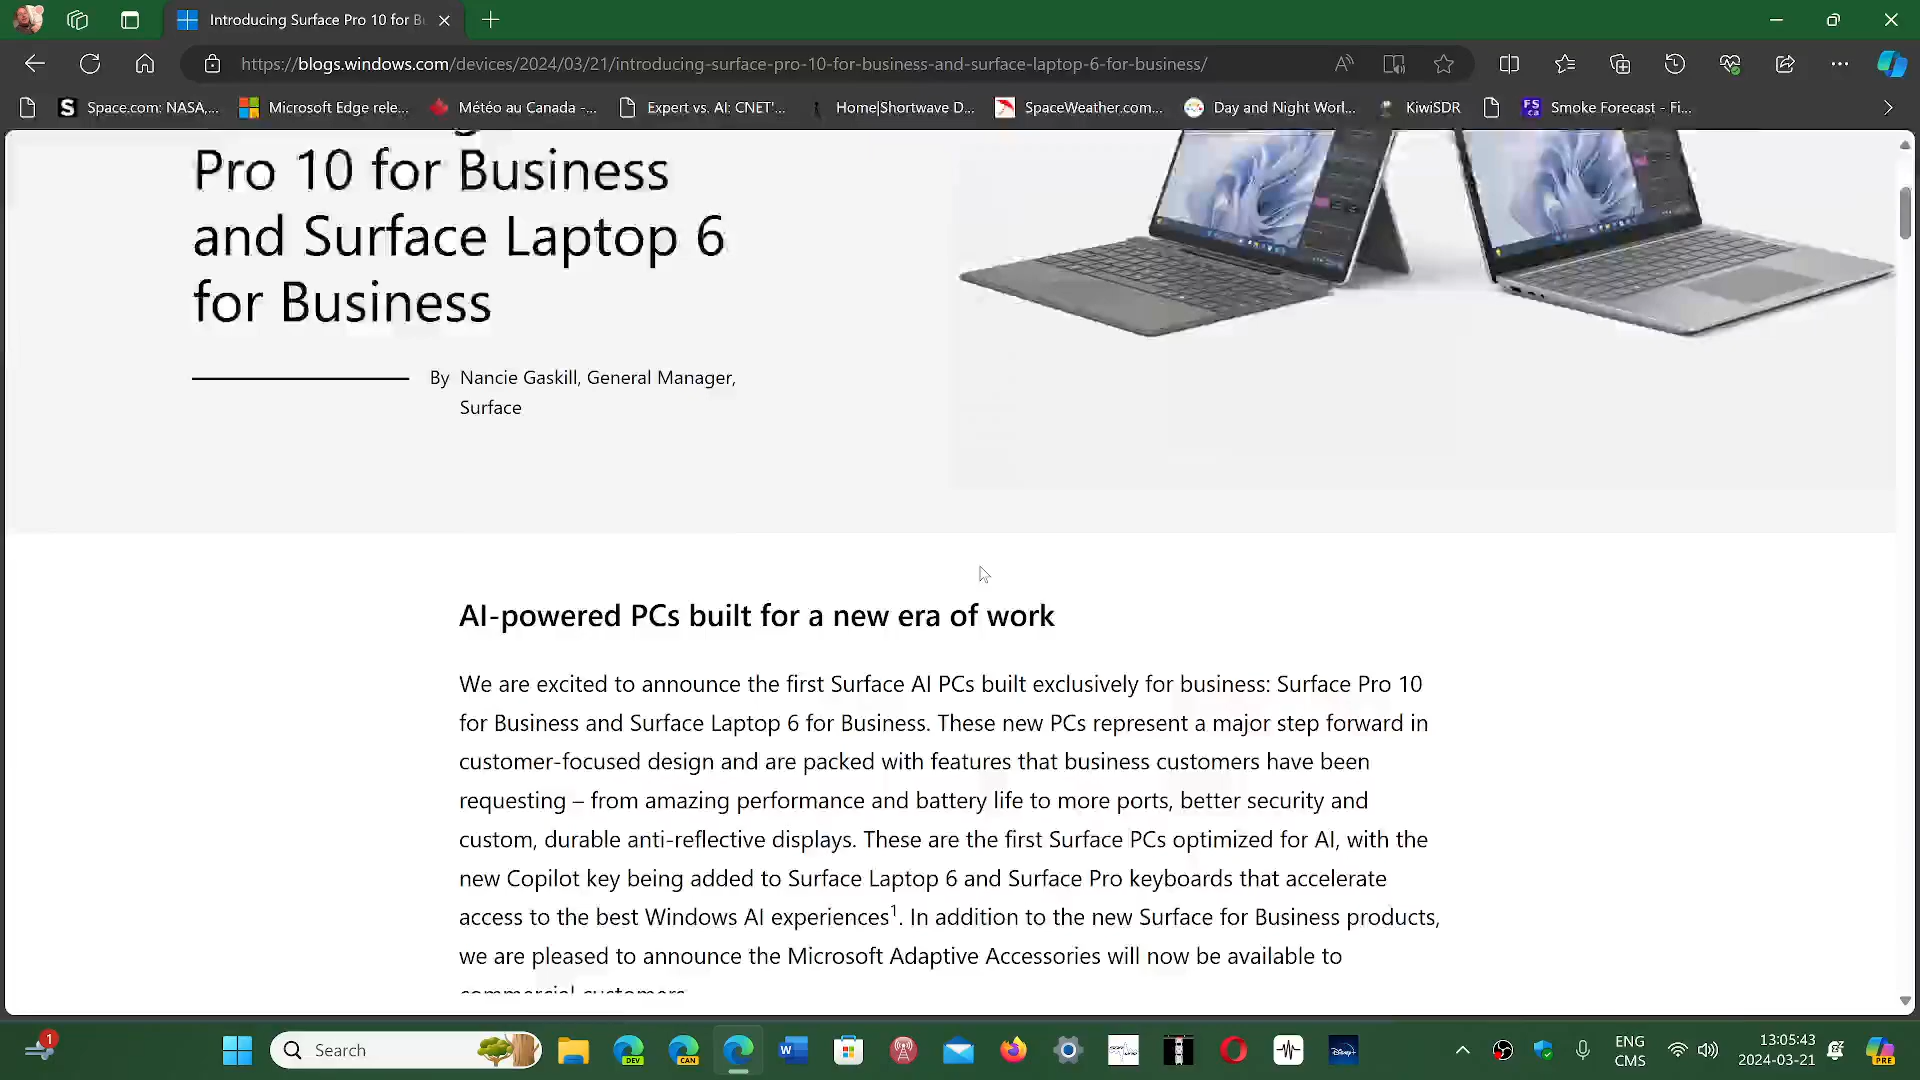 Introducing Surface Pro 10 for B
https://blogs.windows.com/devices/2024/03/21/introducing-surface-pro-10-for-business-and-surface-laptop-6-for-business/
S Space.com: NASA,... Microsoft Edge rele... Météo au Canada -... Expert vs. AI: CNET'... Home|Shortwave D... SpaceWeather.com... Day and Night Worl... KiwiSDR FS ca Smoke Forecast - Fi...
Pro 10 for Business
and Surface Laptop 6
for Business
By Nancie Gaskill, General Manager,
Surface
AI-powered PCs built for a new era of work
We are excited to announce the first Surface AI PCs built exclusively for business: Surface Pro 10
for Business and Surface Laptop 6 for Business. These new PCs represent a major step forward in
customer-focused design and are packed with features that business customers have been
requesting – from amazing performance and battery life to more ports, better security and
custom, durable anti-reflective displays. These are the first Surface PCs optimized for AI, with the
new Copilot key being added to Surface Laptop 6 and Surface Pro keyboards that accelerate
access to the best Windows AI experiences¹. In addition to the new Surface for Business products,
we are pleased to announce the Microsoft Adaptive Accessories will now be available to
commercial customers.
1 Search DEV CAN W Disney+ ENG 13:05:43
CMS 2024-03-21 PRE